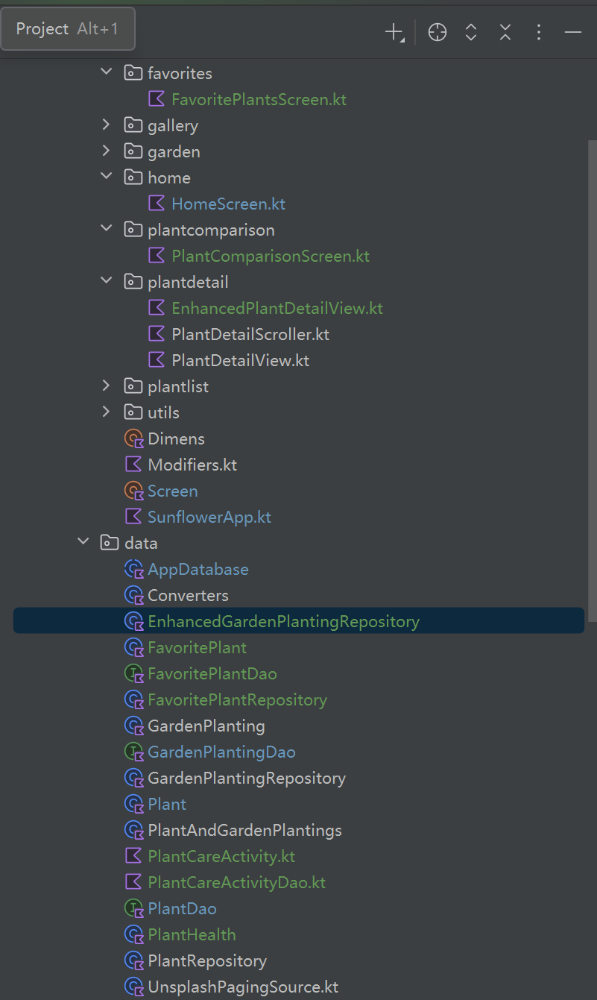 Project Alt+1
favorites
FavoritePlantsScreen.kt
gallery
garden
home
HomeScreen.kt
plantcomparison
PlantComparisonScreen.kt
plantdetail
EnhancedPlantDetailView.kt
PlantDetailScroller.kt
PlantDetailView.kt
plantlist
utils
Dimens
Modifiers.kt
Screen
SunflowerApp.kt
data
AppDatabase
Converters
EnhancedGardenPlantingRepository
FavoritePlant
FavoritePlantDao
FavoritePlantRepository
GardenPlanting
GardenPlantingDao
GardenPlantingRepository
Plant
PlantAndGardenPlantings
PlantCareActivity.kt
PlantCareActivityDao.kt
PlantDao
PlantHealth
PlantRepository
UnsplashPagingSource.kt